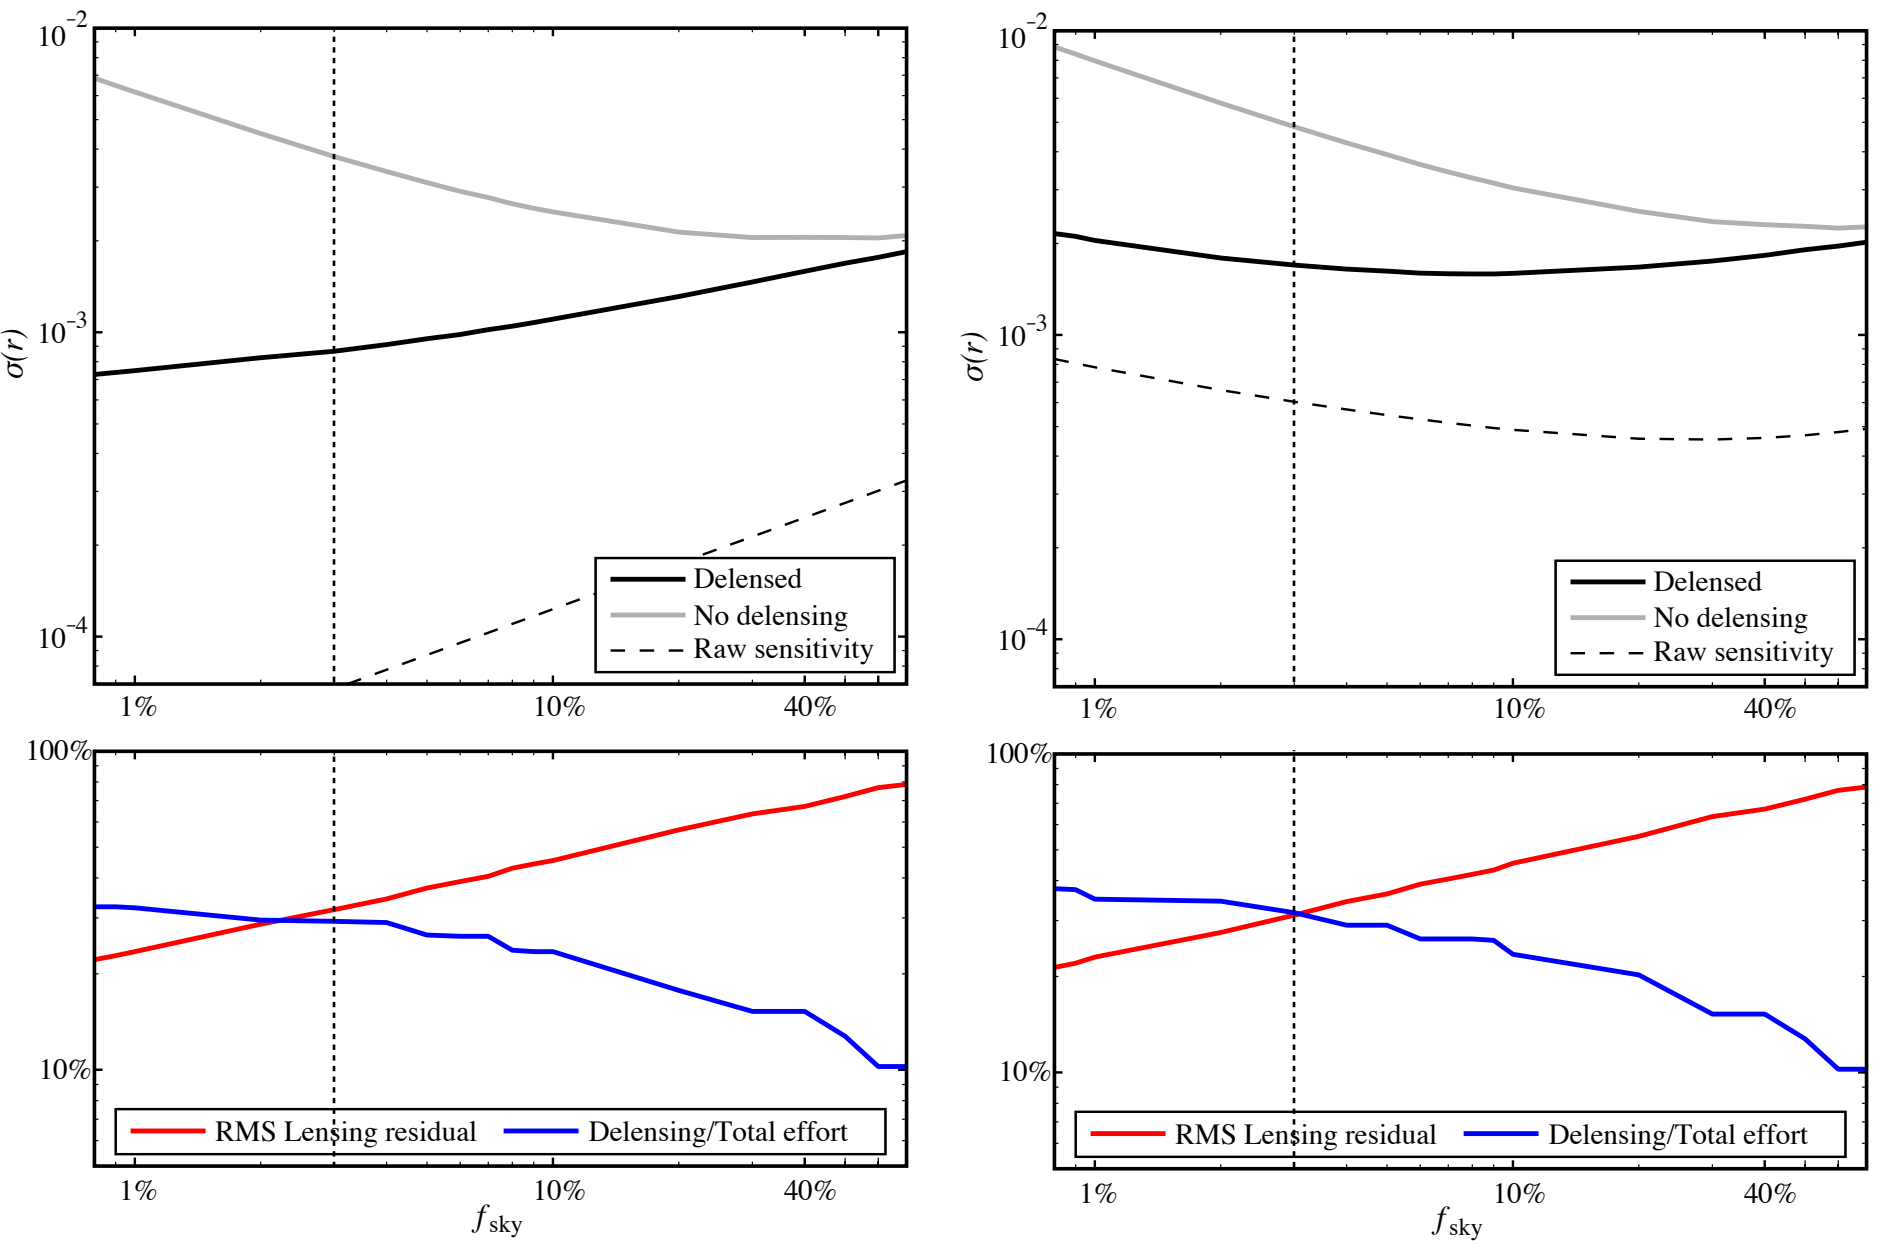 10−2
10−3
10−4
σ(r)
Delensed
No delensing
Raw sensitivity
1%
10%
40%
100%
10%
RMS Lensing residual
Delensing/Total effort
1%
10%
40%
fsky
10−2
10−3
10−4
σ(r)
Delensed
No delensing
Raw sensitivity
1%
10%
40%
100%
10%
RMS Lensing residual
Delensing/Total effort
1%
10%
40%
fsky